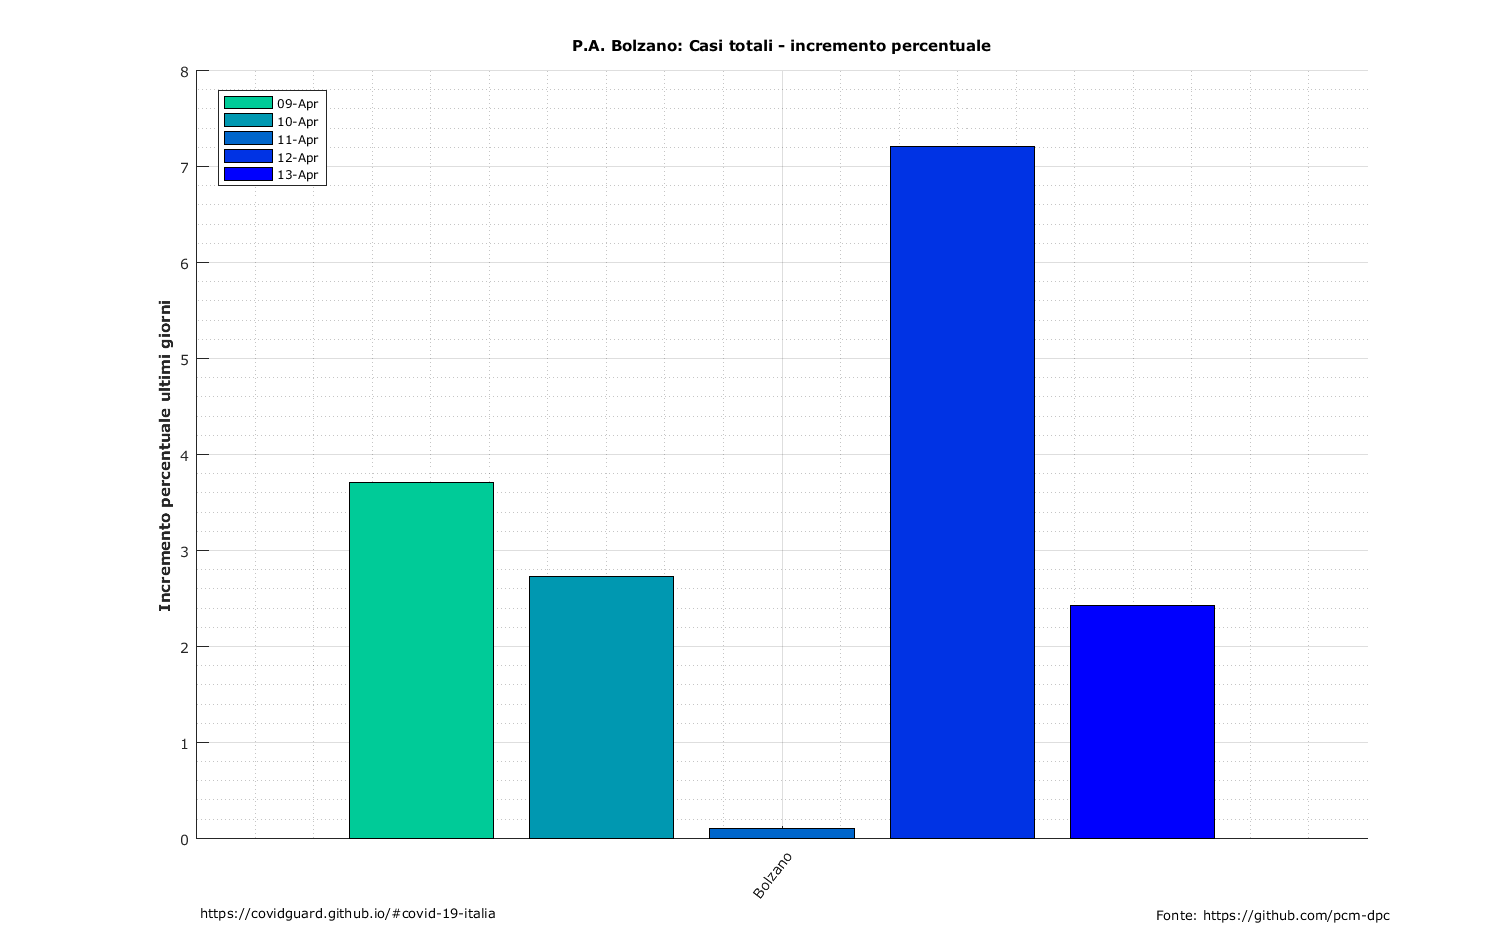 P.A. Bolzano: Casi totali - incremento percentuale
8
7
6
5
4
3
2
1
0
09-Apr
10-Apr
11-Apr
12-Apr
13-Apr
Incremento percentuale ultimi giorni
Bolzano
https://covidguard.github.io/#covid-19-italia
Fonte: https://github.com/pcm-dpc